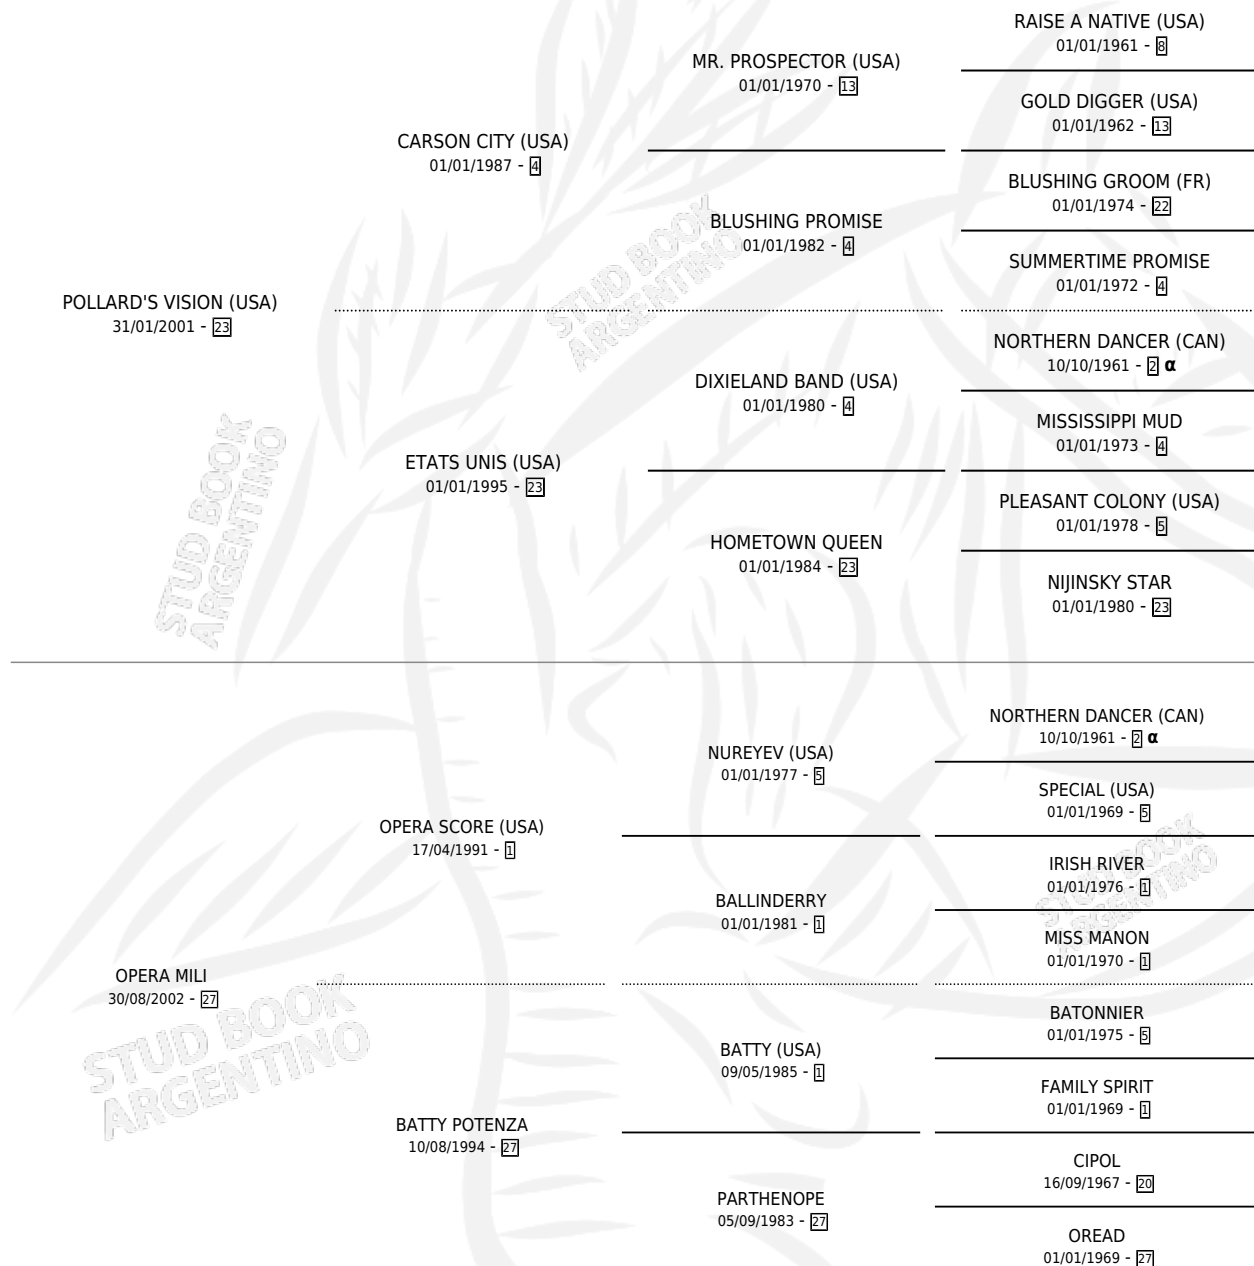 RAISE A NATIVE (USA)
01/01/1961 - 8
MR. PROSPECTOR (USA)
01/01/1970 - 13
GOLD DIGGER (USA)
01/01/1962 - 13
CARSON CITY (USA)
01/01/1987 - 4
BLUSHING GROOM (FR)
01/01/1974 - 22
BLUSHING PROMISE
01/01/1982 - 4
SUMMERTIME PROMISE
01/01/1972 - 4
POLLARD'S VISION (USA)
31/01/2001 - 23
NORTHERN DANCER (CAN)
10/10/1961 - 2 α
DIXIELAND BAND (USA)
01/01/1980 - 4
MISSISSIPPI MUD
01/01/1973 - 4
ETATS UNIS (USA)
01/01/1995 - 23
PLEASANT COLONY (USA)
01/01/1978 - 5
HOMETOWN QUEEN
01/01/1984 - 23
NIJINSKY STAR
01/01/1980 - 23
STUD BOOK
ARGENTINO
STUD BOOK
ARGENTINO
NORTHERN DANCER (CAN)
10/10/1961 - 2 α
NUREYEV (USA)
01/01/1977 - 5
SPECIAL (USA)
01/01/1969 - 5
OPERA SCORE (USA)
17/04/1991 - 1
IRISH RIVER
01/01/1976 - 1
BALLINDERRY
01/01/1981 - 1
MISS MANON
01/01/1970 - 1
OPERA MILI
30/08/2002 - 27
BATONNIER
01/01/1975 - 5
BATTY (USA)
09/05/1985 - 1
FAMILY SPIRIT
01/01/1969 - 1
BATTY POTENZA
10/08/1994 - 27
CIPOL
16/09/1967 - 20
PARTHENOPE
05/09/1983 - 27
OREAD
01/01/1969 - 27
STUD BOOK
ARGENTINO
STUD BOOK
ARGENTINO